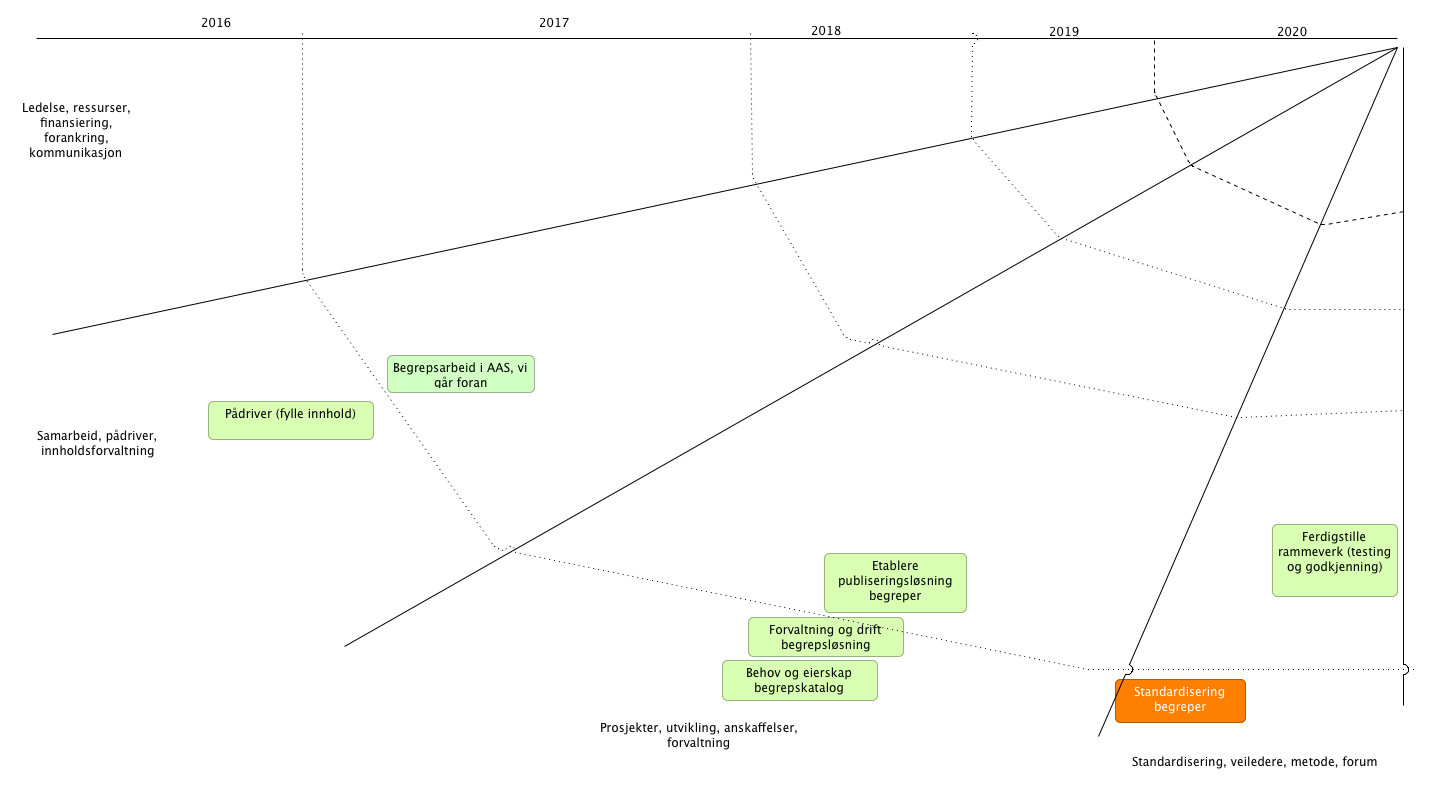 2016
2017
2018
2019
2020
Ledelse, ressurser,
finansiering,
forankring,
kommunikasjon
Begrepsarbeid i AAS, vi
går foran
Pådriver (fylle innhold)
Samarbeid, pådriver,
innholdsforvaltning
Ferdigstille
rammeverk (testing
og godkjenning)
Etablere
publiseringsløsning
begreper
Forvaltning og drift
begrepsløsning
Behov og eierskap
begrepskatalog
Standardisering
begreper
Prosjekter, utvikling, anskaffelser,
forvaltning
Standardisering, veiledere, metode, forum